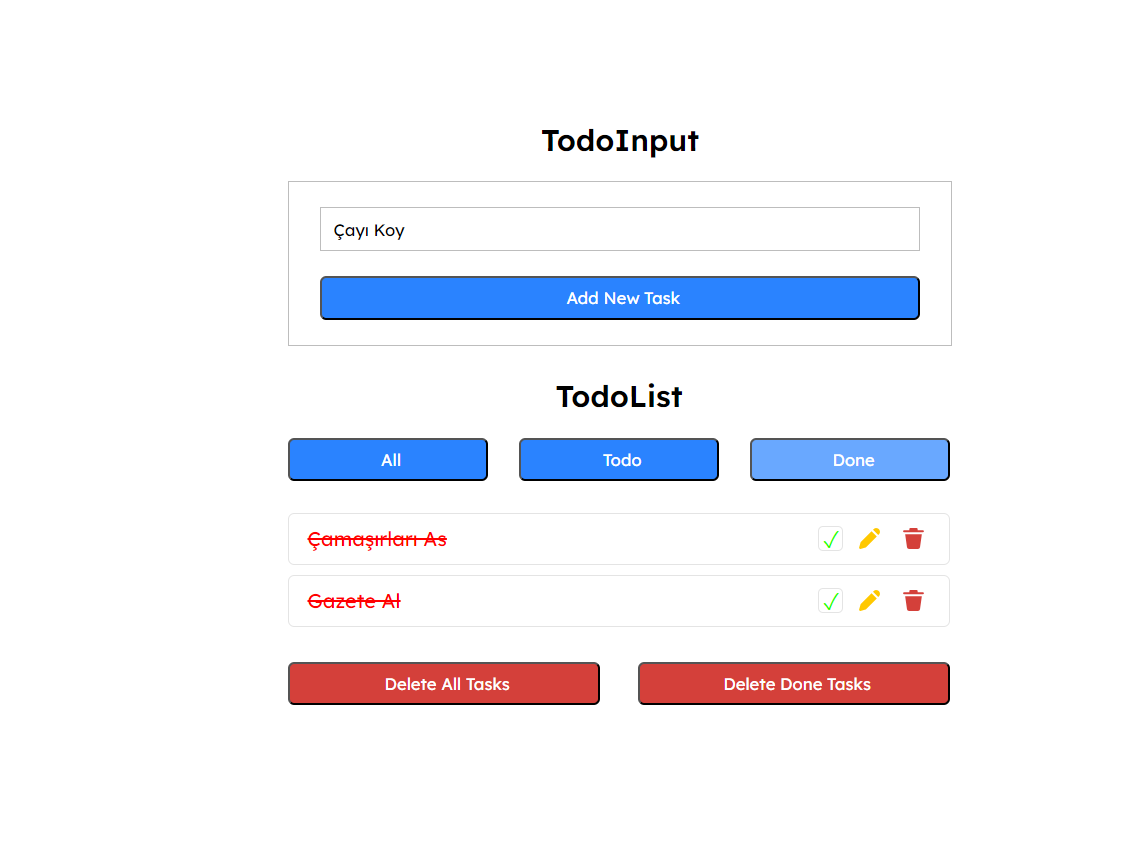 TodoInput
Çayı Koy
Add New Task
TodoList
All Todo Done
Çamaşırları As
Gazete Al
Delete All Tasks Delete Done Tasks